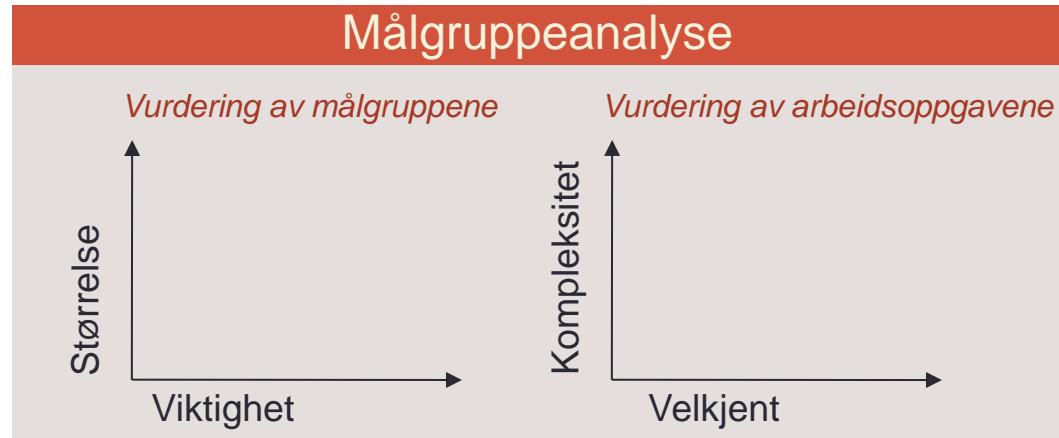 Målgruppeanalyse
Vurdering av målgruppene
Størrelse
Viktighet
Vurdering av arbeidsoppgavene
Kompleksitet
Velkjent